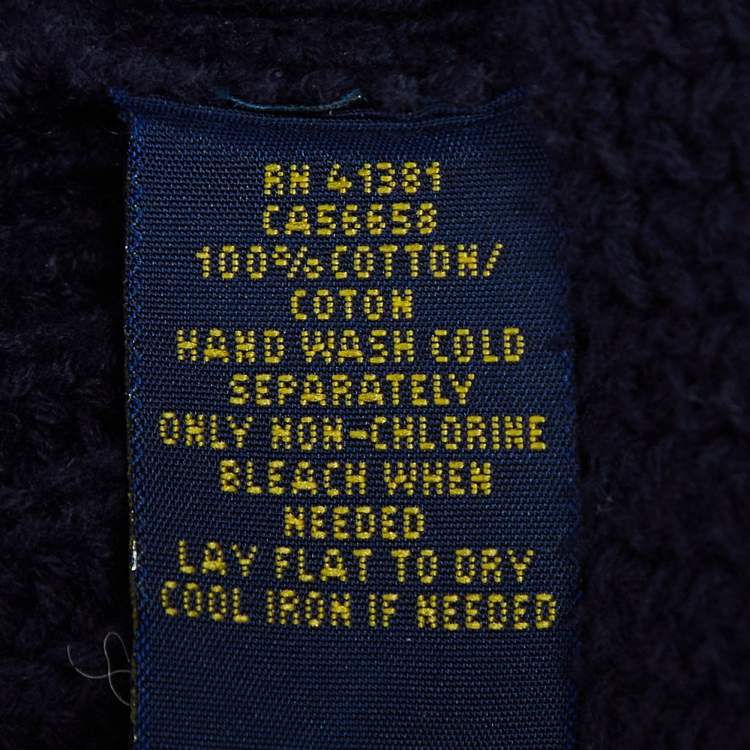 RN 41381
CA56658
100% COTTON/
COTON
HAND WASH COLD
SEPARATELY
ONLY NON-CHLORINE
BLEACH WHEN
NEEDED
LAY FLAT TO DRY
COOL IRON IF NEEDED